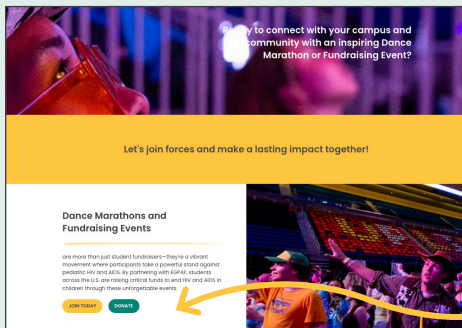 Ready to connect with your campus and
community with an inspiring Dance
Marathon or Fundraising Event?
Let's join forces and make a lasting impact together!
Dance Marathons and
Fundraising Events
are more than just student fundraisers—they're a vibrant
movement where participants take a powerful stand against
pediatric HIV and AIDS. By partnering with EGPAF, students
across the U.S. are raising critical funds to end HIV and AIDS in
children through these unforgettable events.
JOIN TODAY
DONATE